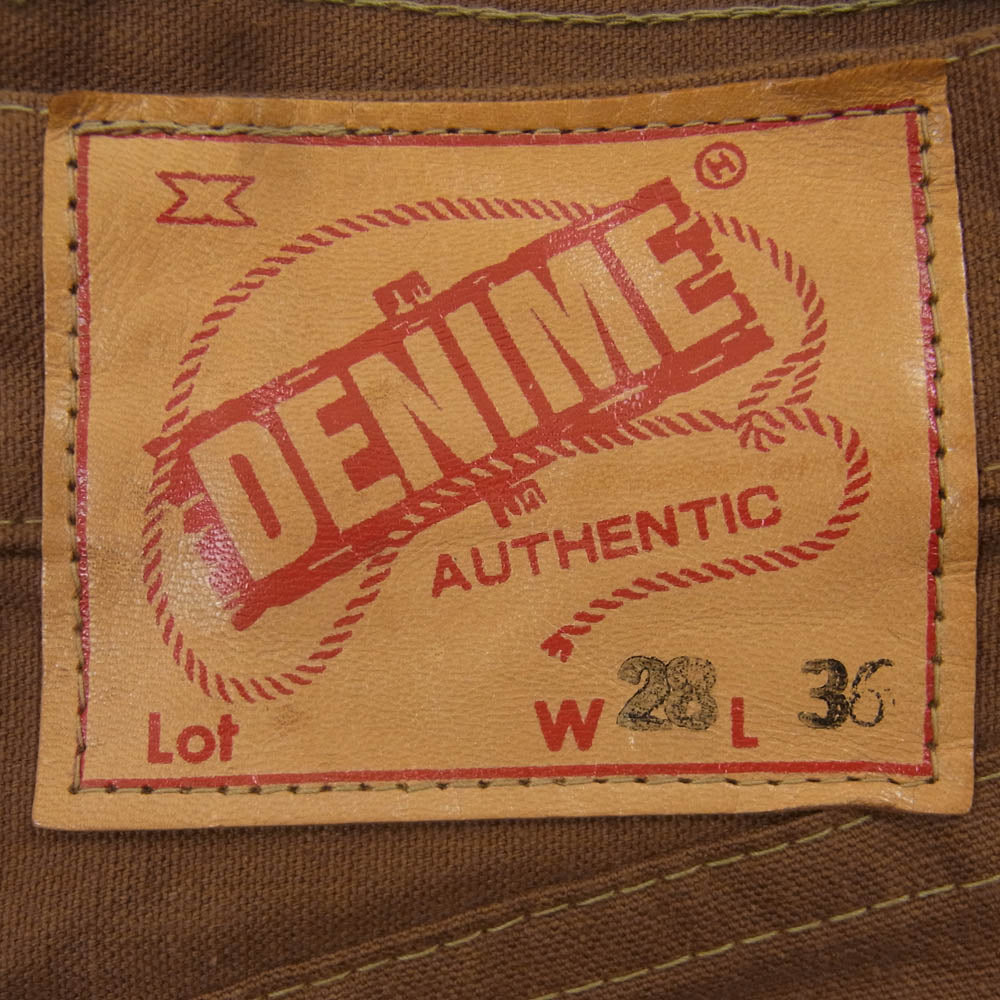 Ⓗ
DENIME
AUTHENTIC
Lot W 28 L 36